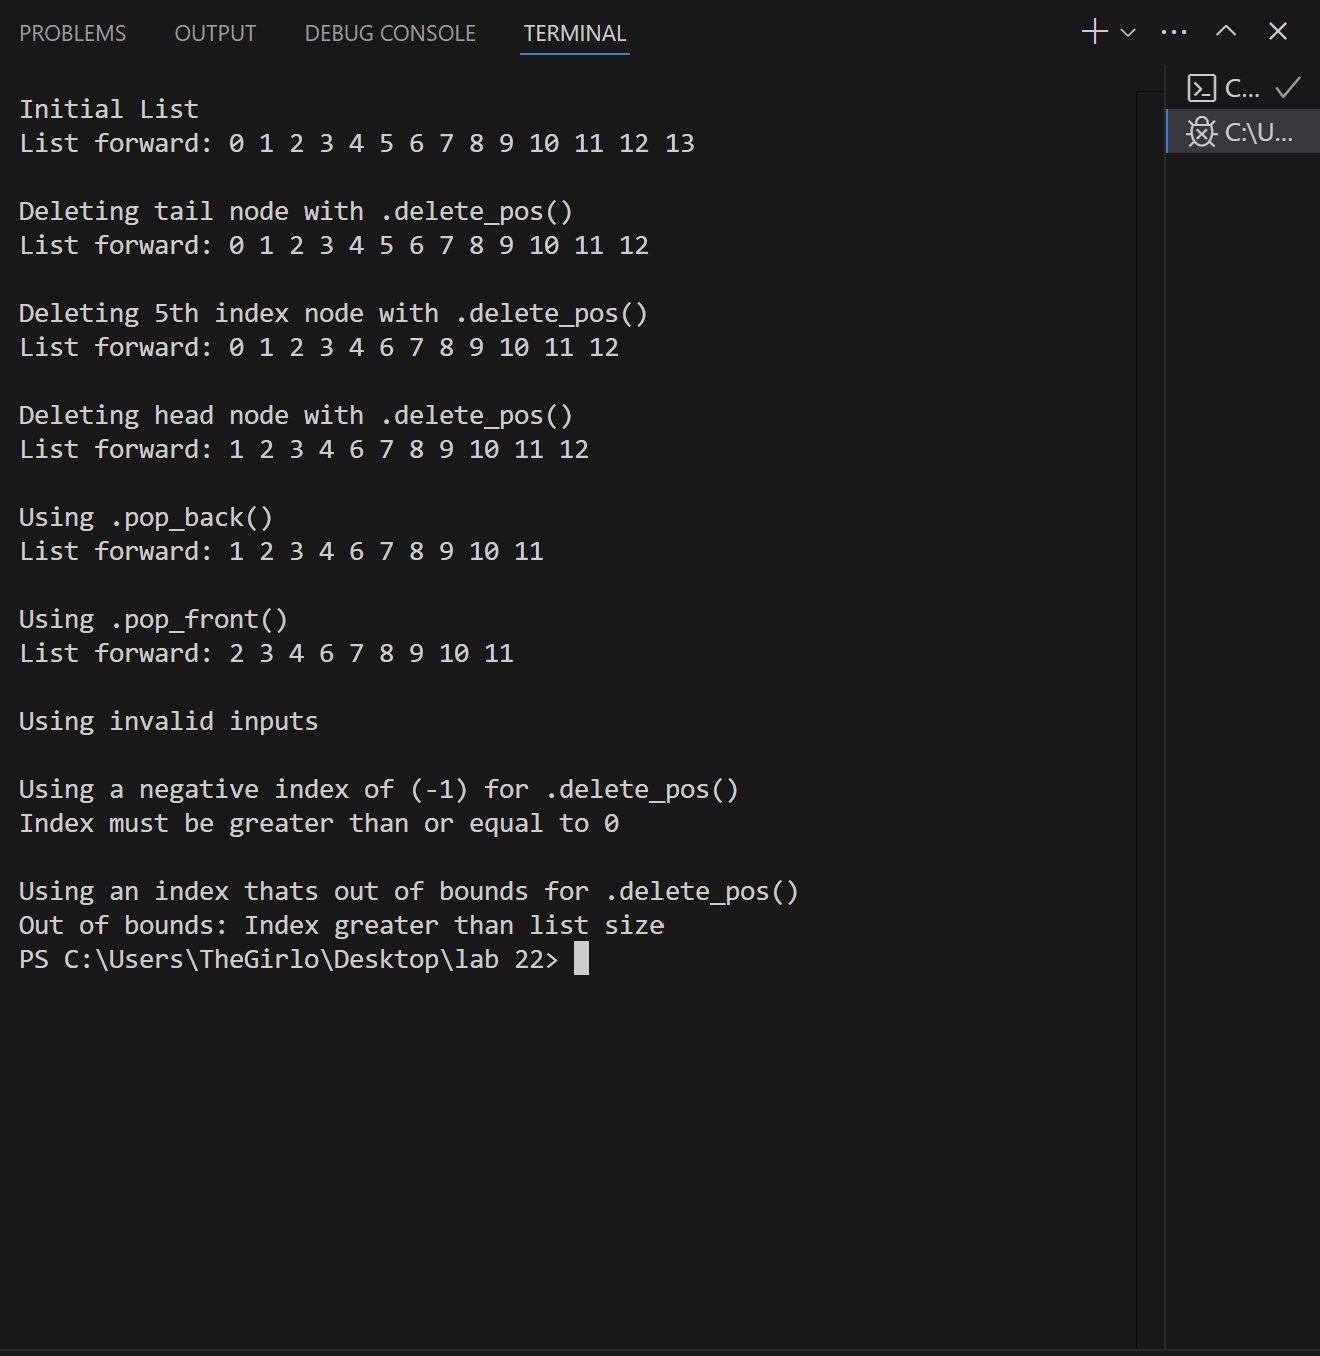 PROBLEMS OUTPUT DEBUG CONSOLE TERMINAL
C...
C:\U...
Initial List
List forward: 0 1 2 3 4 5 6 7 8 9 10 11 12 13
Deleting tail node with .delete_pos()
List forward: 0 1 2 3 4 5 6 7 8 9 10 11 12
Deleting 5th index node with .delete_pos()
List forward: 0 1 2 3 4 6 7 8 9 10 11 12
Deleting head node with .delete_pos()
List forward: 1 2 3 4 6 7 8 9 10 11 12
Using .pop_back()
List forward: 1 2 3 4 6 7 8 9 10 11
Using .pop_front()
List forward: 2 3 4 6 7 8 9 10 11
Using invalid inputs
Using a negative index of (-1) for .delete_pos()
Index must be greater than or equal to 0
Using an index thats out of bounds for .delete_pos()
Out of bounds: Index greater than list size
PS C:\Users\TheGirlo\Desktop\lab 22>